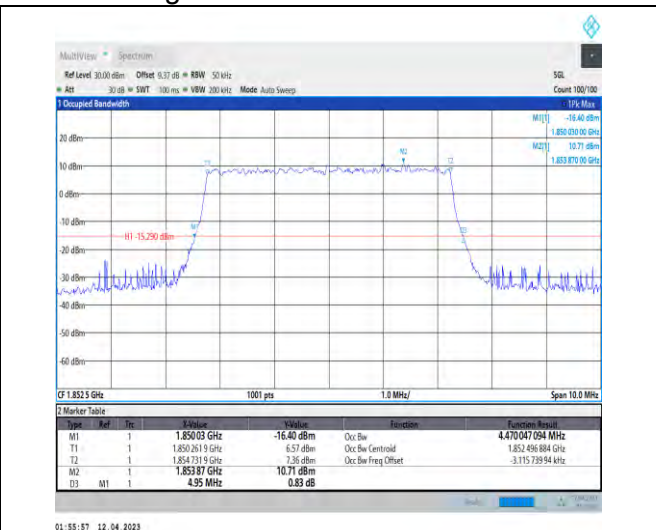 MultiView Spectrum
Ref Level 30.00 dBm Offset 9.37 dB RBW 50 kHz SGL
Att 30 dB SWT 100 ms VBW 200 kHz Mode Auto Sweep Count 100/100
1 Occupied Bandwidth 1Pk Max
M1[1] -16.40 dBm
1.850 030 00 GHz
M2[1] 10.71 dBm
1.853 870 00 GHz
20 dBm
10 dBm
0 dBm
-10 dBm
-20 dBm
-30 dBm
-40 dBm
-50 dBm
-60 dBm
T1
M2
T2
M1
H1 -15.290 dBm
D3
CF 1.852 5 GHz 1001 pts 1.0 MHz/ Span 10.0 MHz
2 Marker Table
Type Ref Trc X-Value Y-Value Function Function Result
M1 1 1.85003 GHz -16.40 dBm Occ Bw 4.470 047 094 MHz
T1 1 1.850 261 9 GHz 6.57 dBm Occ Bw Centroid 1.852 496 884 GHz
T2 1 1.854 731 9 GHz 7.36 dBm Occ Bw Freq Offset -3.115 739 94 kHz
M2 1 1.853 87 GHz 10.71 dBm
D3 M1 1 4.95 MHz 0.83 dB
01:55:57 12.04.2023